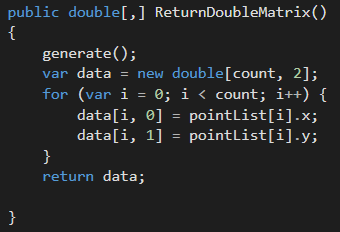 public double[,] ReturnDoubleMatrix()
{
    generate();
    var data = new double[count, 2];
    for (var i = 0; i < count; i++) {
        data[i, 0] = pointList[i].x;
        data[i, 1] = pointList[i].y;
    }
    return data;

}